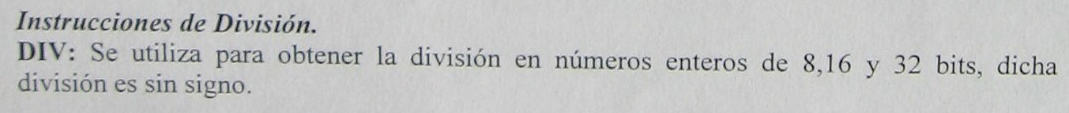 Instrucciones de División.
DIV: Se utiliza para obtener la división en números enteros de 8,16 y 32 bits, dicha
división es sin signo.